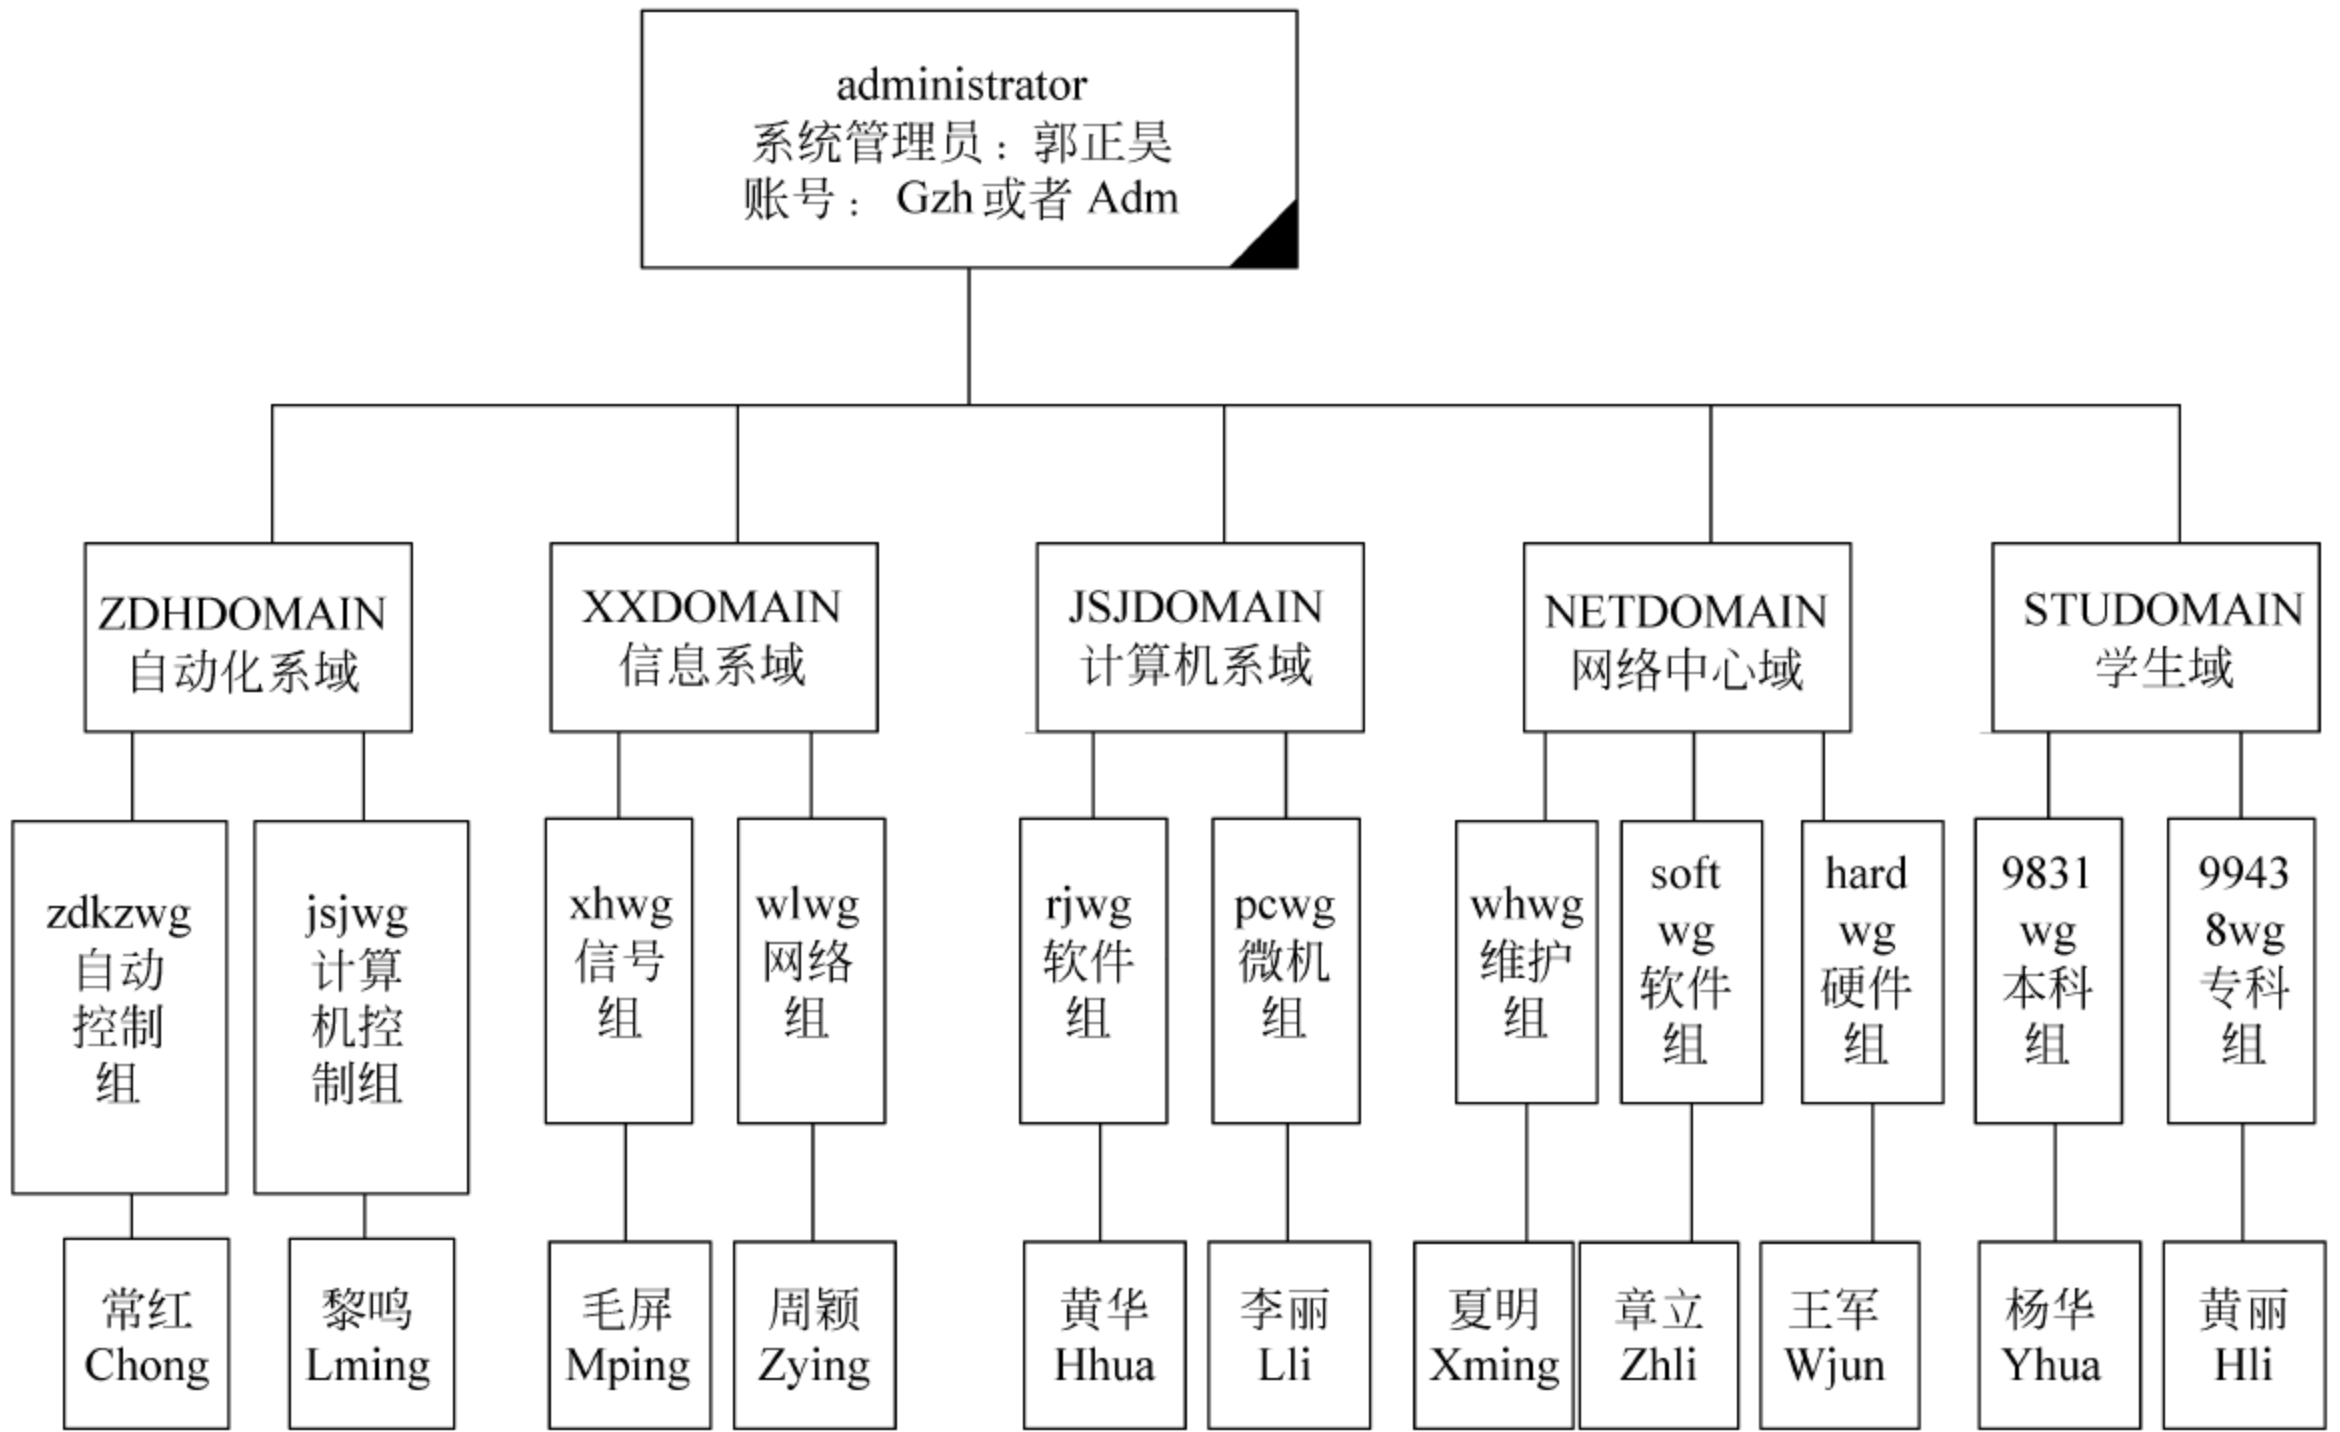 administrator
系统管理员：郭正昊
账号： Gzh或者 Adm
ZDHDOMAIN
自动化系域
XXDOMAIN
信息系域
JSJDOMAIN
计算机系域
NETDOMAIN
网络中心域
STUDOMAIN
学生域
zdkzwg
自动
控制
组
jsjwg
计算
机控
制组
xhwg
信号
组
wlwg
网络
组
rjwg
软件
组
pcwg
微机
组
whwg
维护
组
soft
wg
软件
组
hard
wg
硬件
组
9831
wg
本科
组
9943
8wg
专科
组
常红
Chong
黎鸣
Lming
毛屏
Mping
周颖
Zying
黄华
Hhua
李丽
Lli
夏明
Xming
章立
Zhli
王军
Wjun
杨华
Yhua
黄丽
Hli